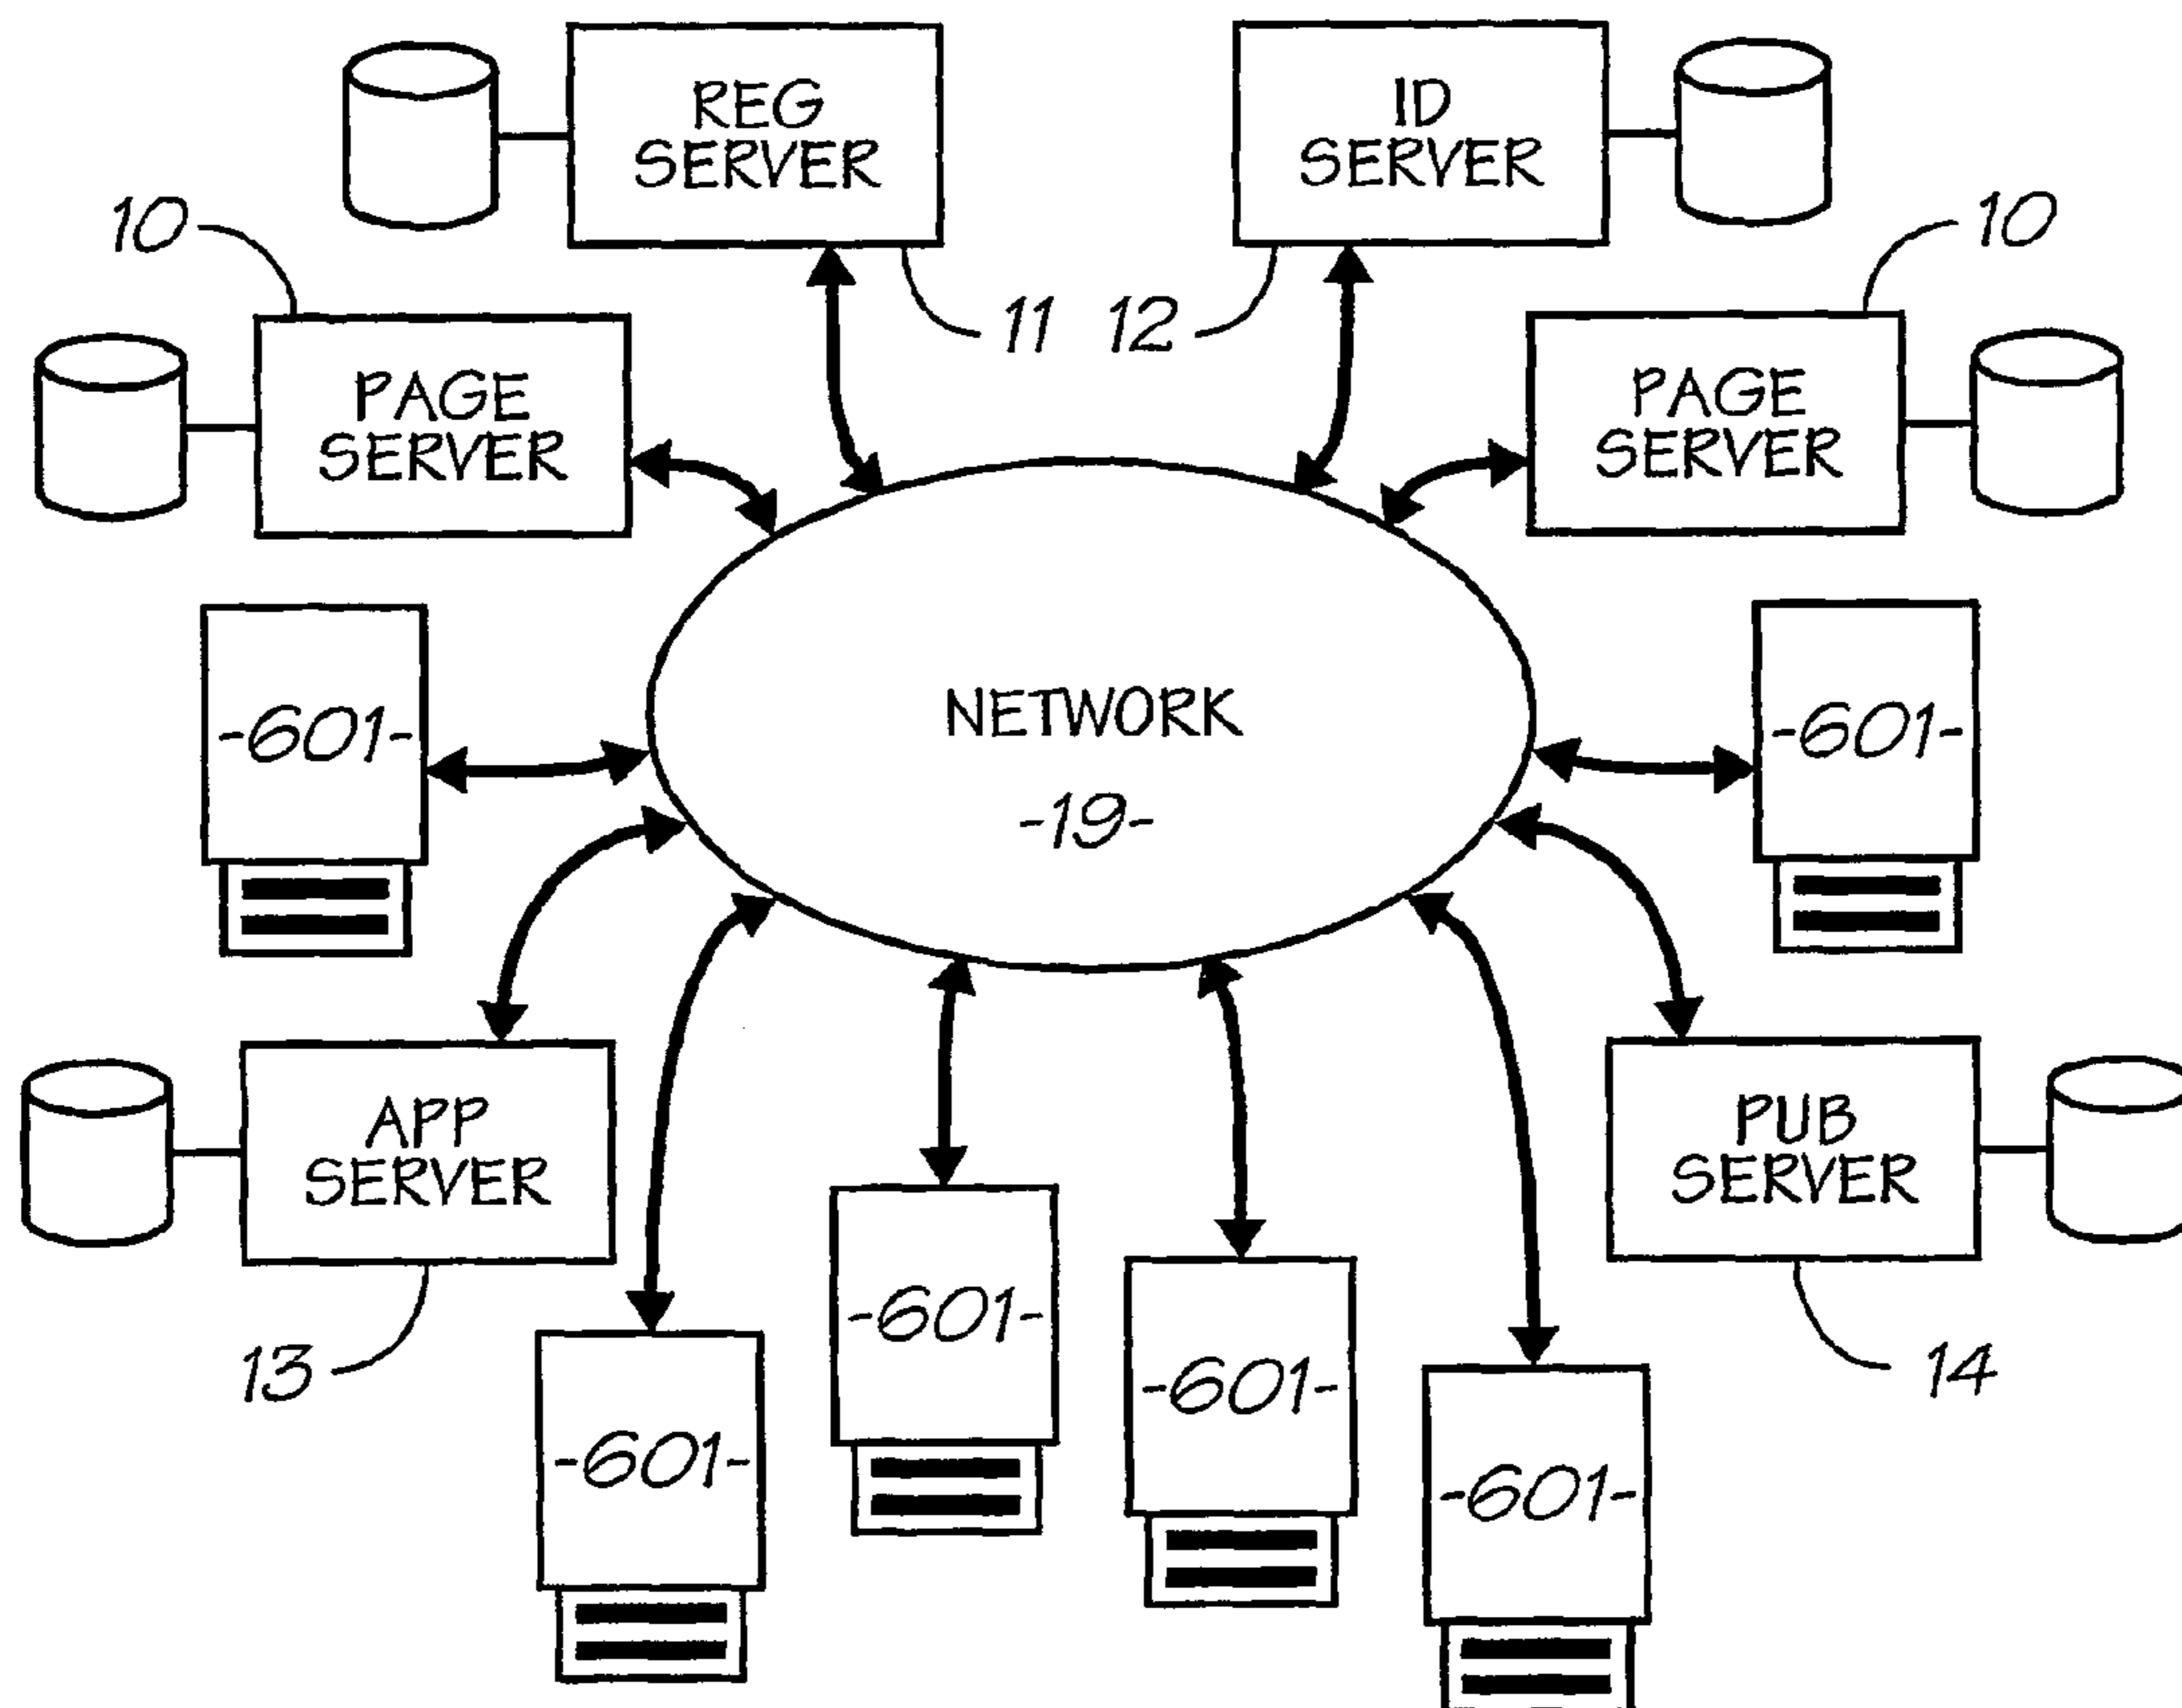 REG
SERVER
ID
SERVER
10
10
11
12
PAGE
SERVER
PAGE
SERVER
-601-
NETWORK
-19-
-601-
APP
SERVER
PUB
SERVER
13
-601-
-601-
-601-
-601-
14